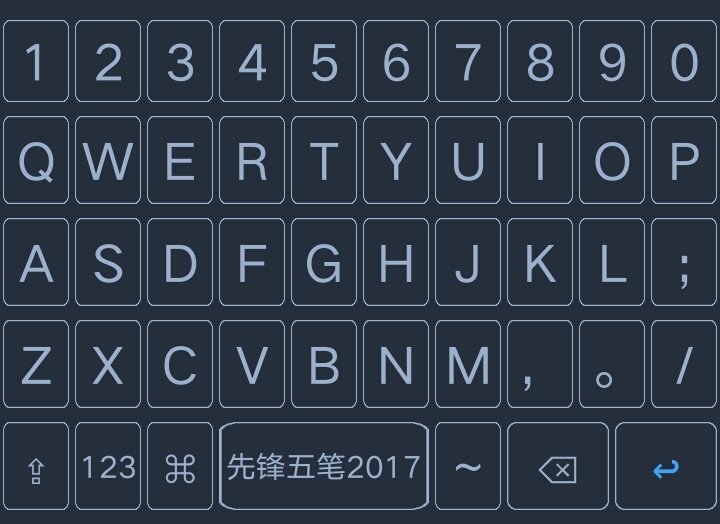 1 2 3 4 5 6 7 8 9 0
Q W E R T Y U I O P
A S D F G H J K L ;
Z X C V B N M ， 。 /
⇪ 123 ⌘ 先锋五笔2017 ~ ⌫ ↩